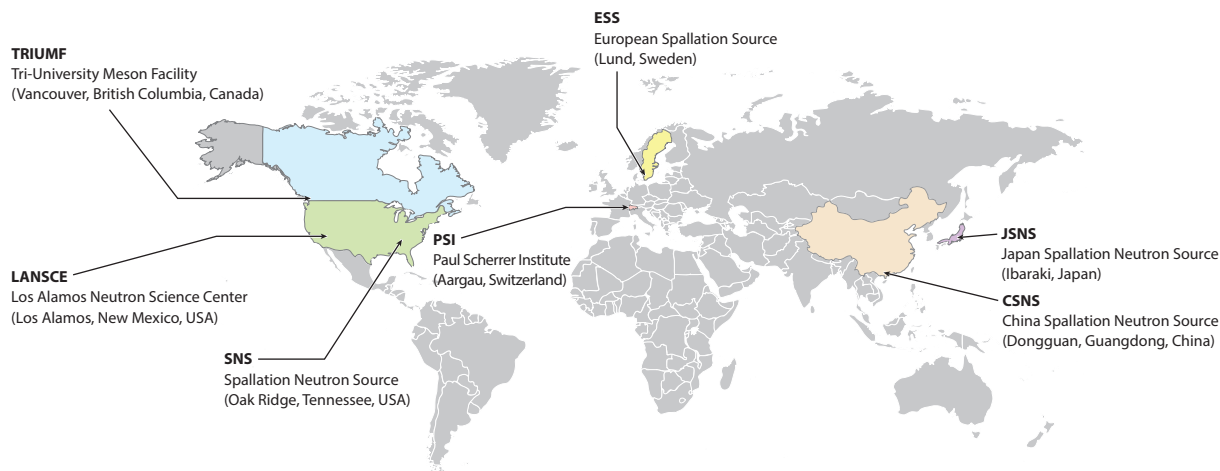 ESS
European Spallation Source
(Lund, Sweden)
TRIUMF
Tri-University Meson Facility
(Vancouver, British Columbia, Canada)
PSI
Paul Scherrer Institute
(Aargau, Switzerland)
JSNS
Japan Spallation Neutron Source
(Ibaraki, Japan)
LANSCE
Los Alamos Neutron Science Center
(Los Alamos, New Mexico, USA)
CSNS
China Spallation Neutron Source
(Dongguan, Guangdong, China)
SNS
Spallation Neutron Source
(Oak Ridge, Tennessee, USA)